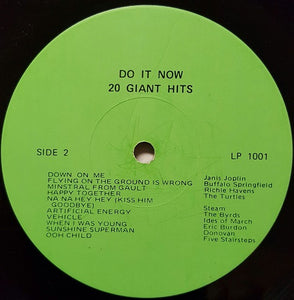 DO IT NOW
20 GIANT HITS
SIDE 2
LP 1001
DOWN ON ME Janis Joplin
FLYING ON THE GROUND IS WRONG Buffalo Springfield
MINSTRAL FROM GAULT Richie Havens
HAPPY TOGETHER The Turtles
NA NA HEY HEY (KISS HIM
GOODBYE) Steam
ARTIFICIAL ENERGY The Byrds
VEHICLE Ides of March
WHEN I WAS YOUNG Eric Burdon
SUNSHINE SUPERMAN Donovan
OOH CHILD Five Stairsteps